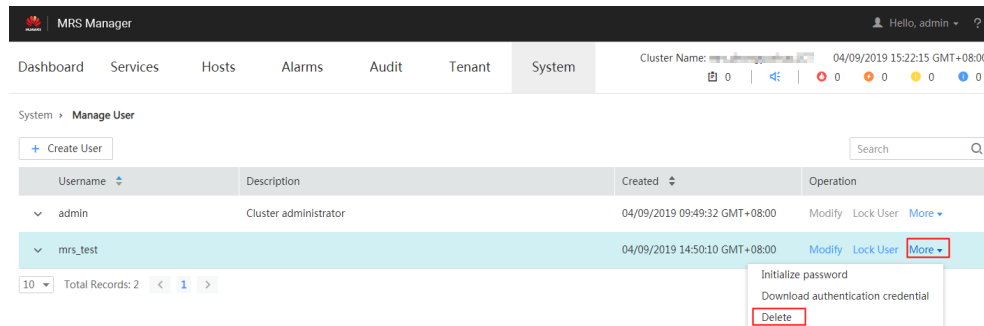 HUAWEI MRS Manager Hello, admin ?
Dashboard Services Hosts Alarms Audit Tenant System
Cluster Name: 04/09/2019 15:22:15 GMT+08:00
0 0 0 0 0
System > Manage User
+ Create User Search
Username Description Created Operation
admin Cluster administrator 04/09/2019 09:49:32 GMT+08:00 Modify Lock User More
mrs_test 04/09/2019 14:50:10 GMT+08:00 Modify Lock User More
10 Total Records: 2 < 1 >
Initialize password
Download authentication credential
Delete